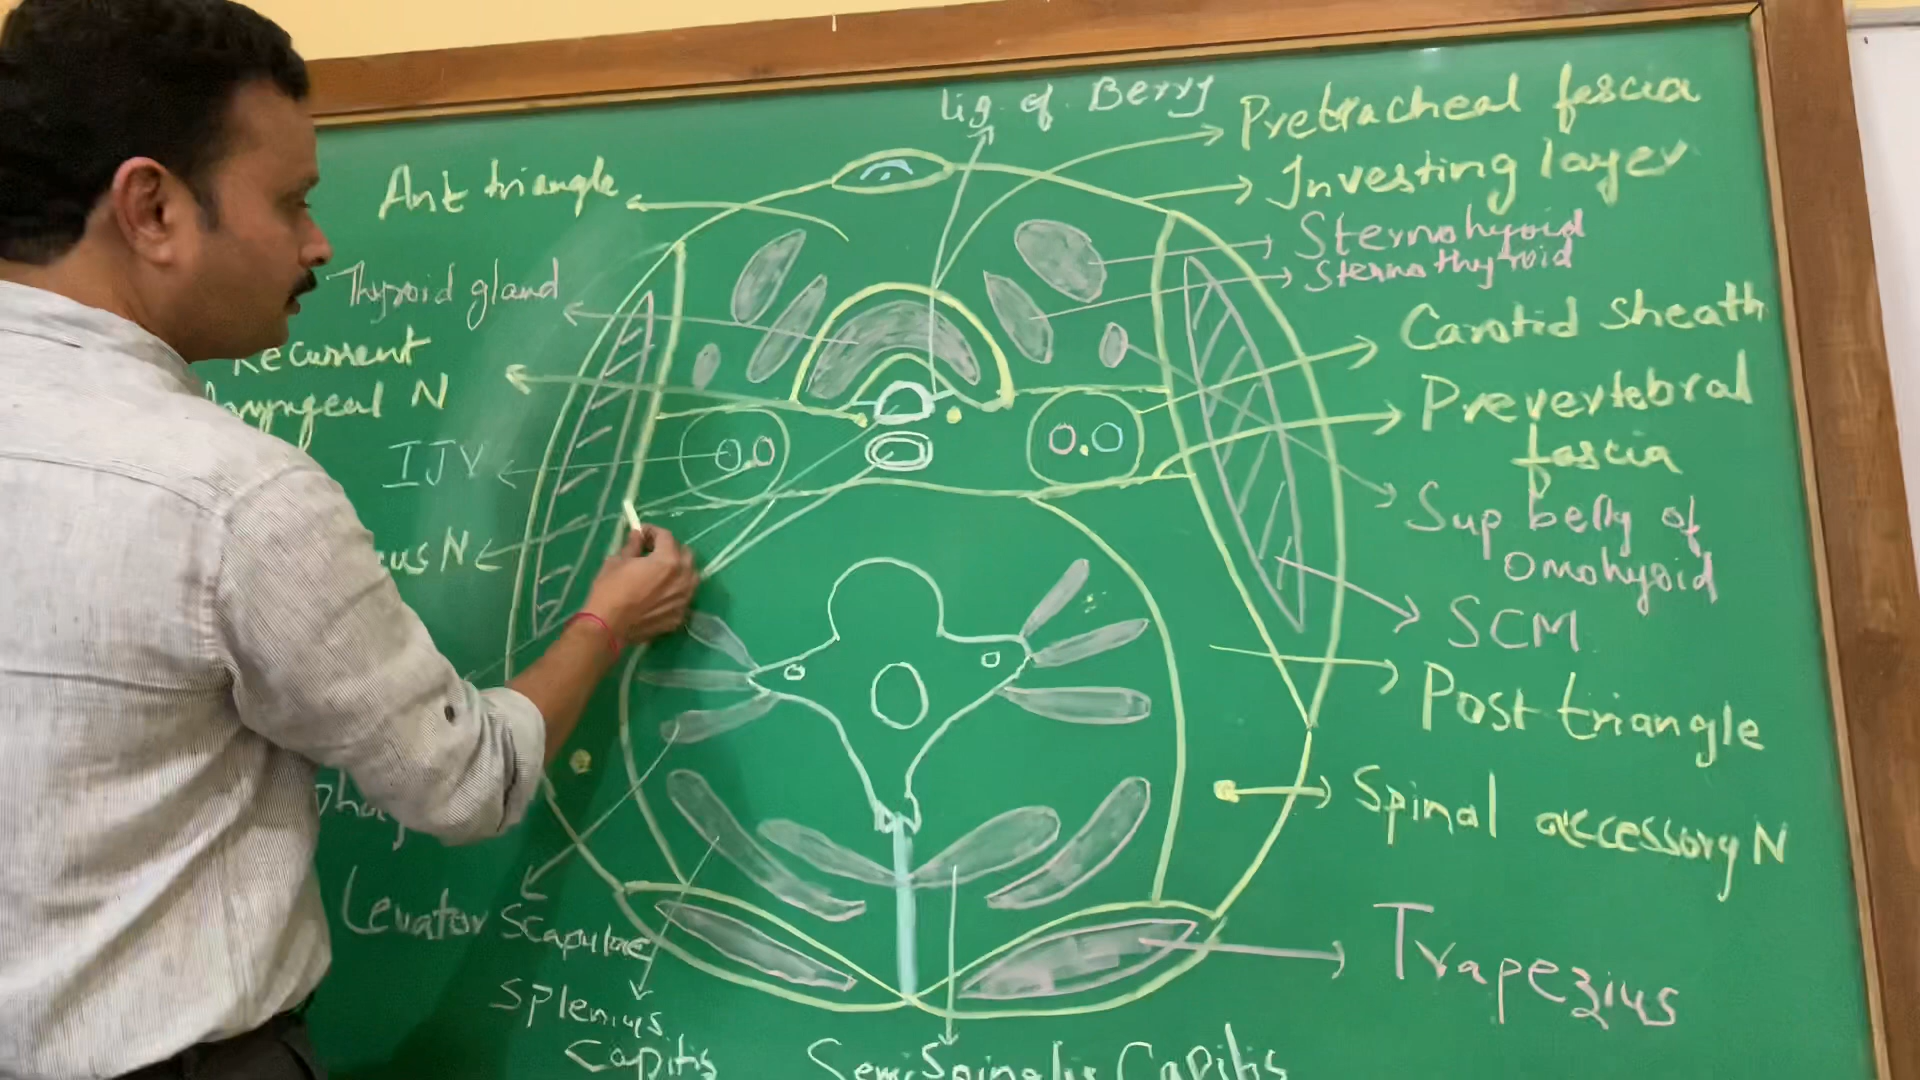 lig. of. Berry
Pretracheal fascia
Investing layer
Sternohyoid
Sternothyroid
Carotid sheath
Prevertebral
fascia
Sup belly of
Omohyoid
SCM
Post triangle
Spinal accessory N
Trapezius
Ant triangle
Thyroid gland
Recurrent
laryngeal N
IJV
N
Levator Scapulae
Splenius
Capitis
SemiSpinalis Capitis